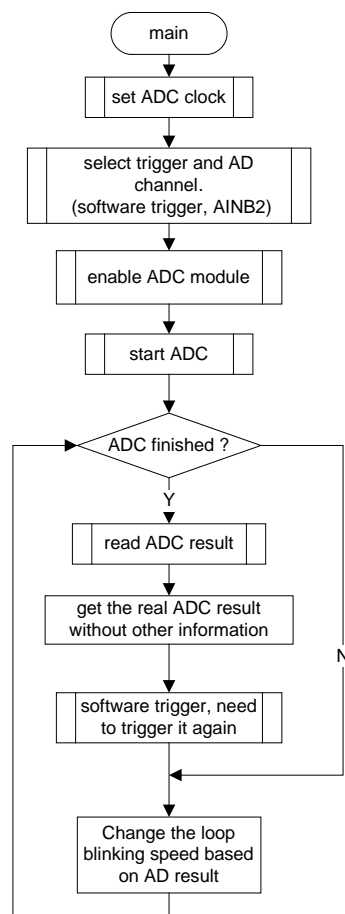 main
set ADC clock
select trigger and AD
channel.
(software trigger, AINB2)
enable ADC module
start ADC
ADC finished ?
Y
read ADC result
get the real ADC result
without other information
N
software trigger, need
to trigger it again
Change the loop
blinking speed based
on AD result